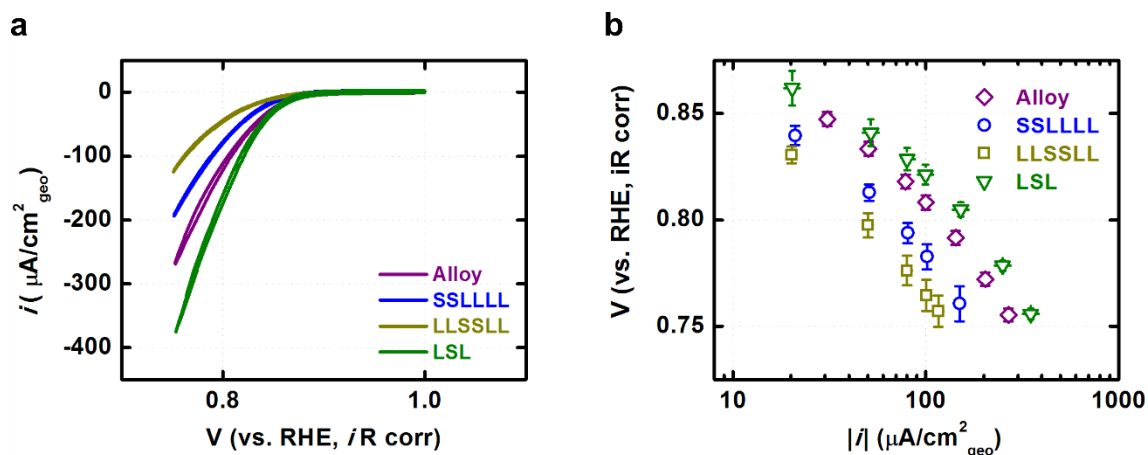 a
0
-100
-200
-300
-400
0.8
1.0
i ( μA/cm²geo)
V (vs. RHE, iR corr)
Alloy
SSLLLL
LLSSLL
LSL
b
0.85
0.80
0.75
10
100
1000
V (vs. RHE, iR corr)
|i| (μA/cm²geo)
Alloy
SSLLLL
LLSSLL
LSL